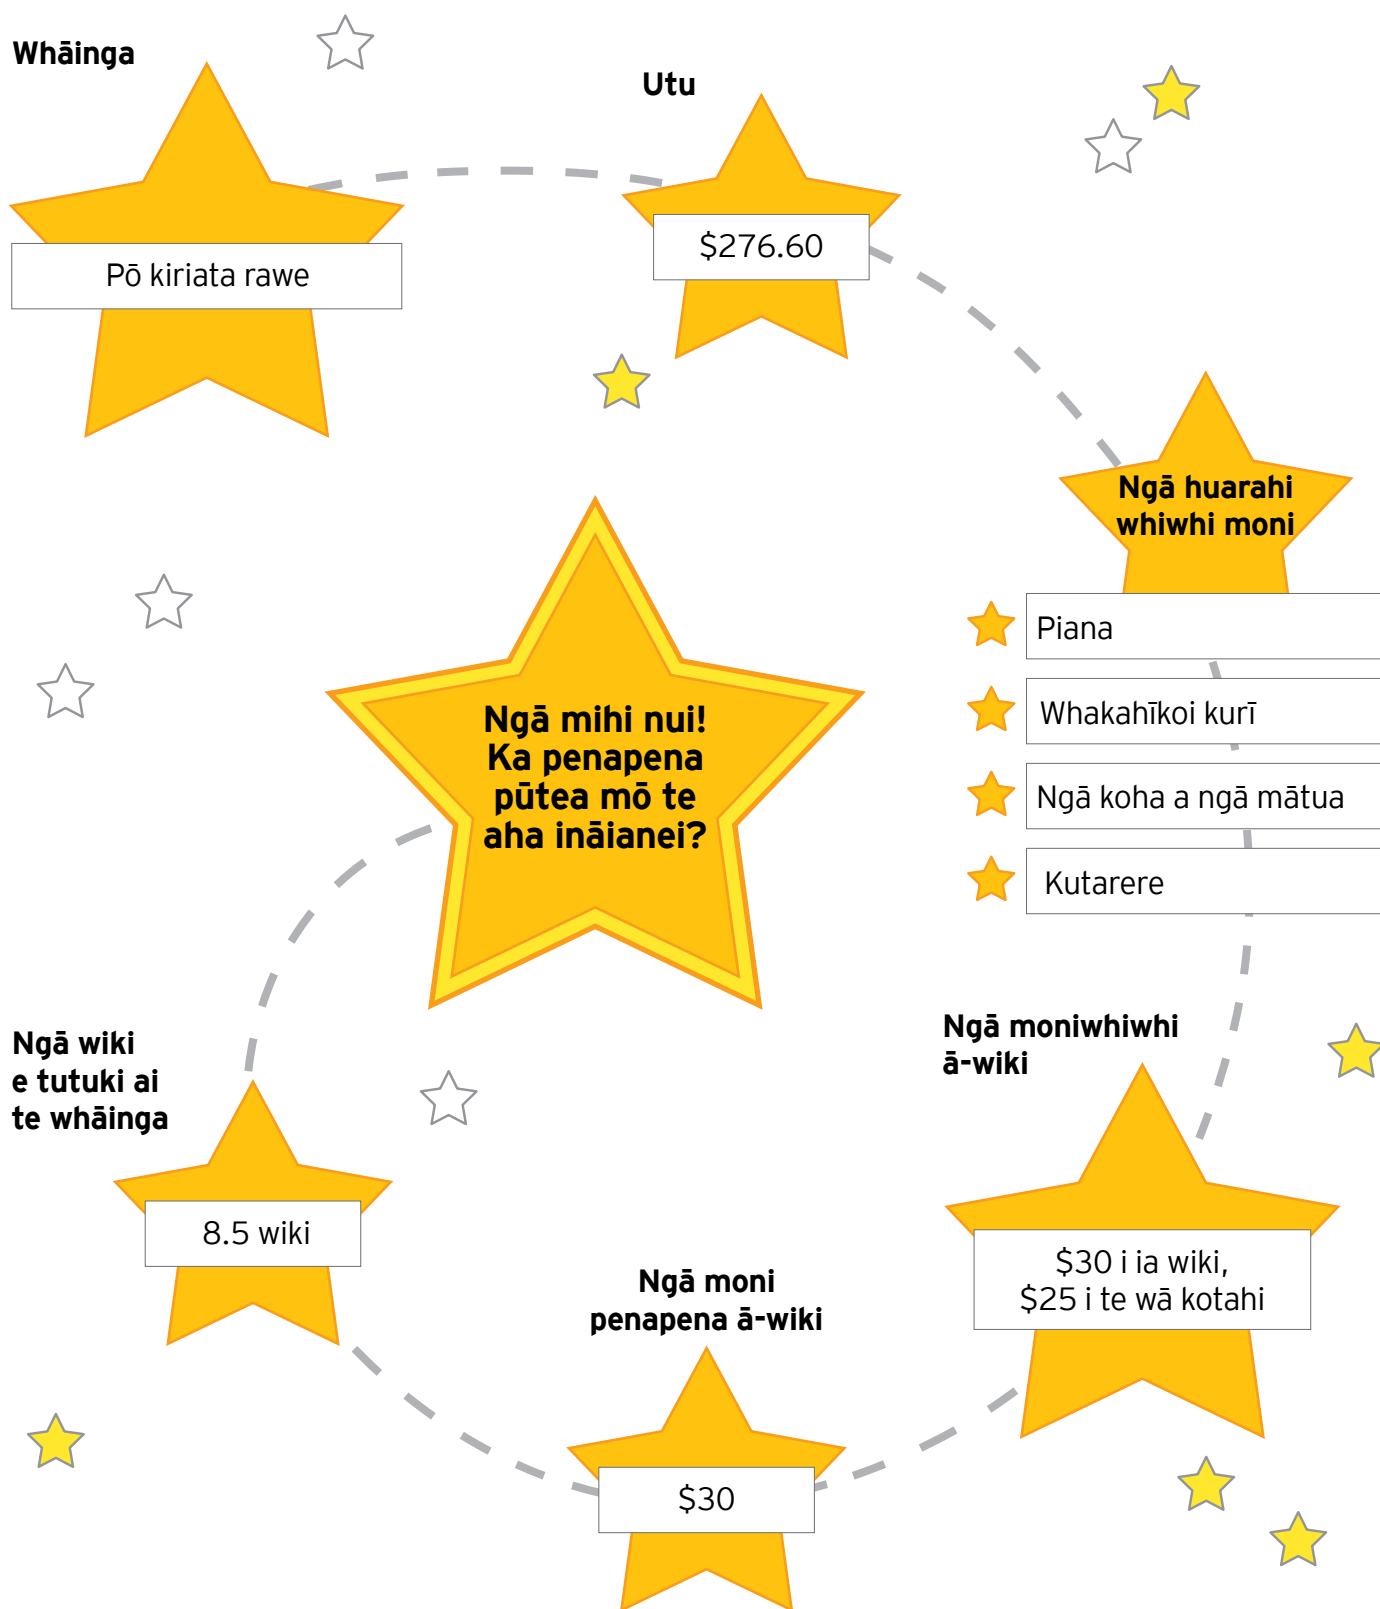 Whāinga
Pō kiriata rawe
Utu
$276.60
Ngā huarahi
whiwhi moni
Piana
Whakahīkoi kurī
Ngā koha a ngā mātua
Kutarere
Ngā moniwhiwhi
ā-wiki
$30 i ia wiki,
$25 i te wā kotahi
Ngā moni
penapena ā-wiki
$30
Ngā wiki
e tutuki ai
te whāinga
8.5 wiki
Ngā mihi nui!
Ka penapena
pūtea mō te
aha ināianei?